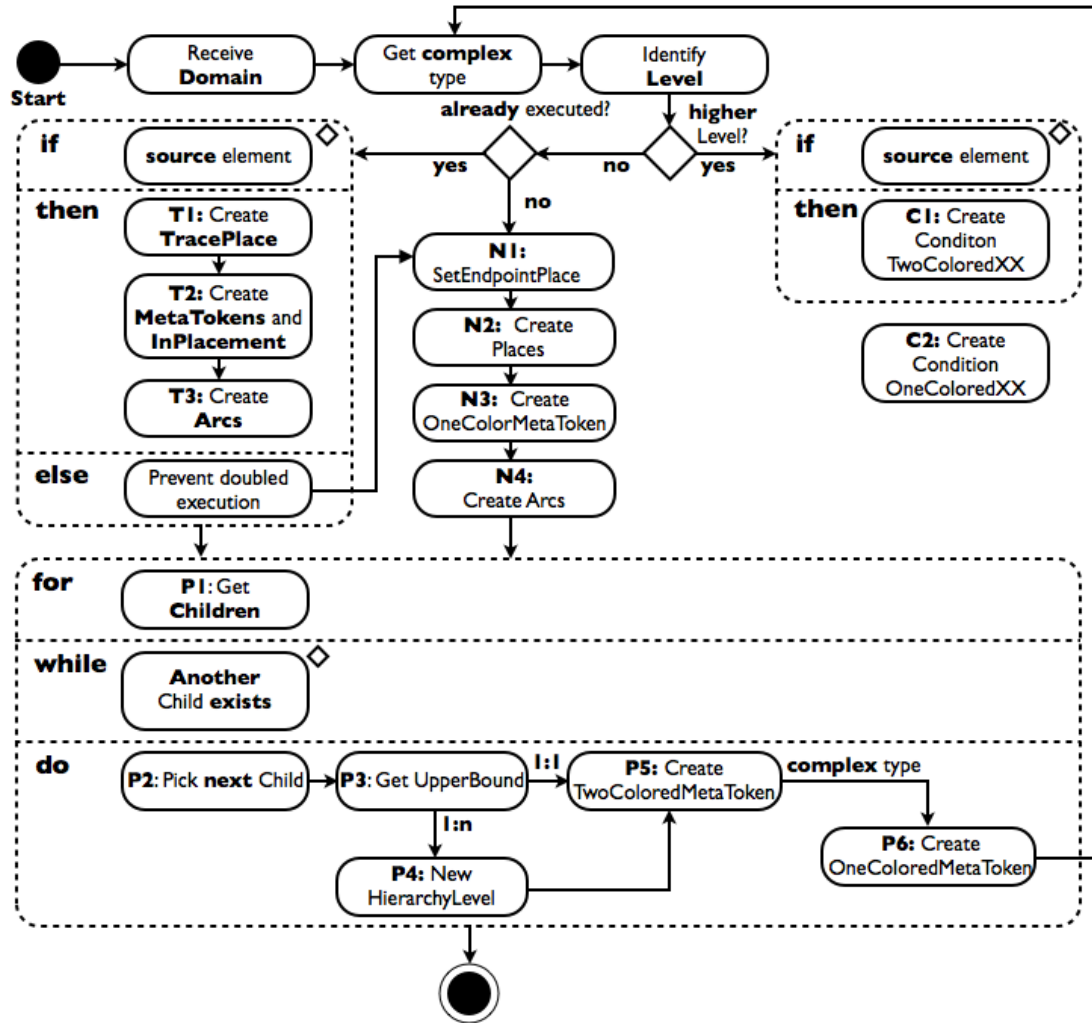 Start
Receive
Domain
Get complex
type
Identify
Level
already executed?
higher
Level?
yes
no
yes
no
if
source element
then
T1: Create
TracePlace
T2: Create
MetaTokens and
InPlacement
T3: Create
Arcs
else
Prevent doubled
execution
N1:
SetEndpointPlace
N2: Create
Places
N3: Create
OneColorMetaToken
N4:
Create Arcs
if
source element
then
C1: Create
Conditon
TwoColoredXX
C2: Create
Condition
OneColoredXX
for
P1: Get
Children
while
Another
Child exists
do
P2: Pick next Child
P3: Get UpperBound
1:1
1:n
P4: New
HierarchyLevel
P5: Create
TwoColoredMetaToken
complex type
P6: Create
OneColoredMetaToken